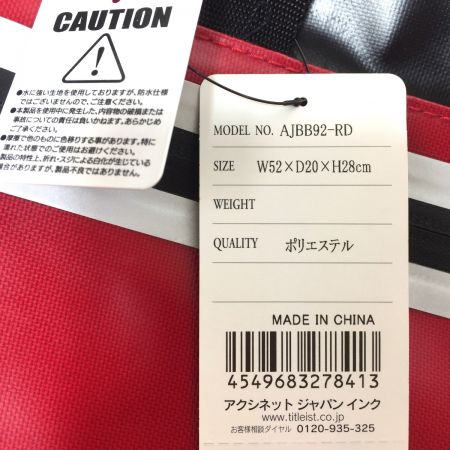 CAUTION
●水に強い生地を使用しておりますが、防水仕様
ではございませんので、ご注意ください。
●本製品を使用中に発生した、内容物の破損または
事故についての責任は負いかねます。あらかじめ
ご了承ください。
●摩擦で他のものに色移りする事があります。特に
濡れた状態でのご使用はお避けください。
製品の特性上、折れ・スジによる白化が生じている
場合がありますが、製品不良ではありません。
MODEL NO. AJBB92-RD
SIZE W52×D20×H28cm
WEIGHT
QUALITY ポリエステル
MADE IN CHINA
4549683278413
アクシネット ジャパン インク
www.titleist.co.jp
お客様相談ダイヤル 0120-935-325